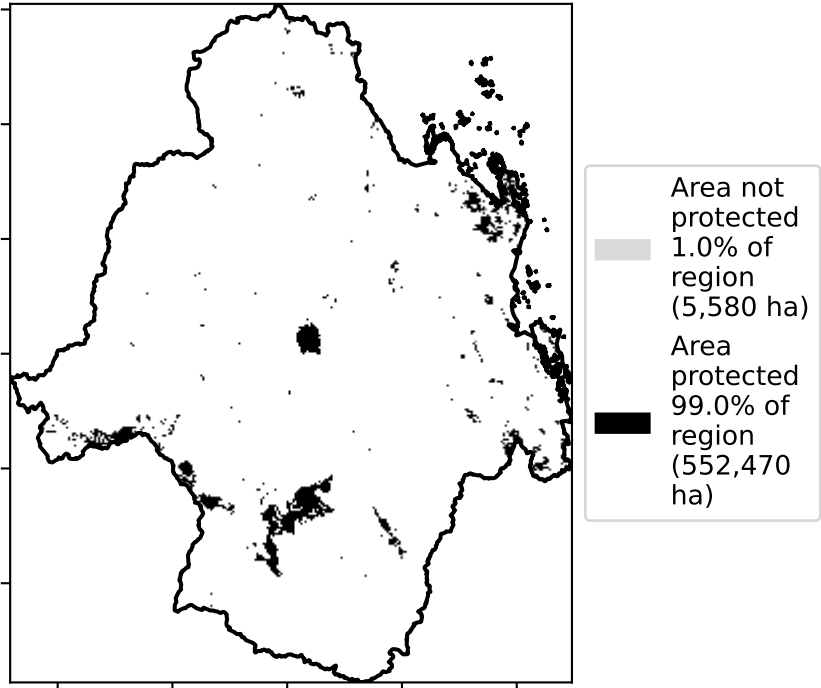 Area not
protected
1.0% of
region
(5,580 ha)
Area
protected
99.0% of
region
(552,470
ha)